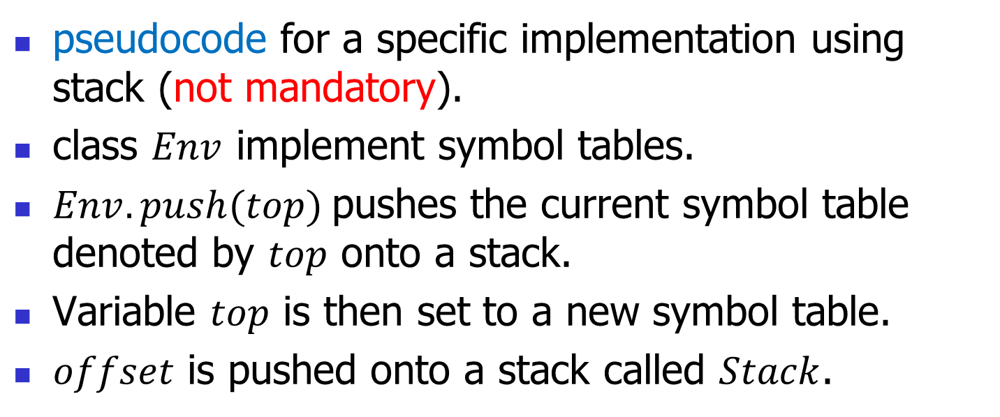 ▪ pseudocode for a specific implementation using
stack (not mandatory).
▪ class Env implement symbol tables.
▪ Env.push(top) pushes the current symbol table
denoted by top onto a stack.
▪ Variable top is then set to a new symbol table.
▪ offset is pushed onto a stack called Stack.